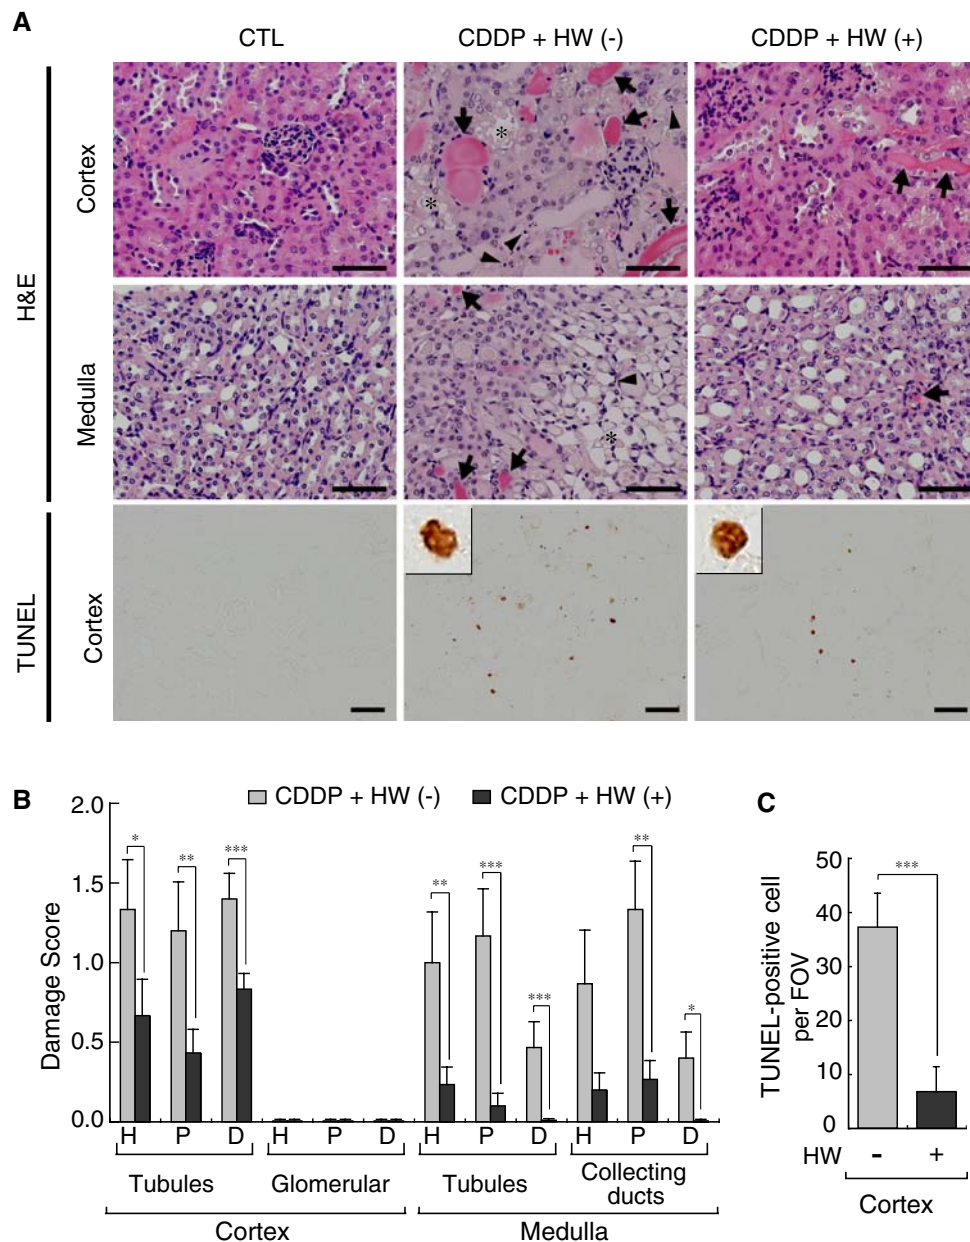 A
CTL
CDDP + HW (-)
CDDP + HW (+)
H&E
Cortex
*
*
Medulla
*
TUNEL
Cortex
B
CDDP + HW (-)
CDDP + HW (+)
Damage Score
2.0
1.5
1.0
0.5
0.0
*
**
***
**
***
***
**
*
H P D H P D H P D H P D
Tubules Glomerular Tubules Collecting ducts
Cortex Medulla
C
TUNEL-positive cell
per FOV
50
40
30
20
10
0
***
HW - +
Cortex